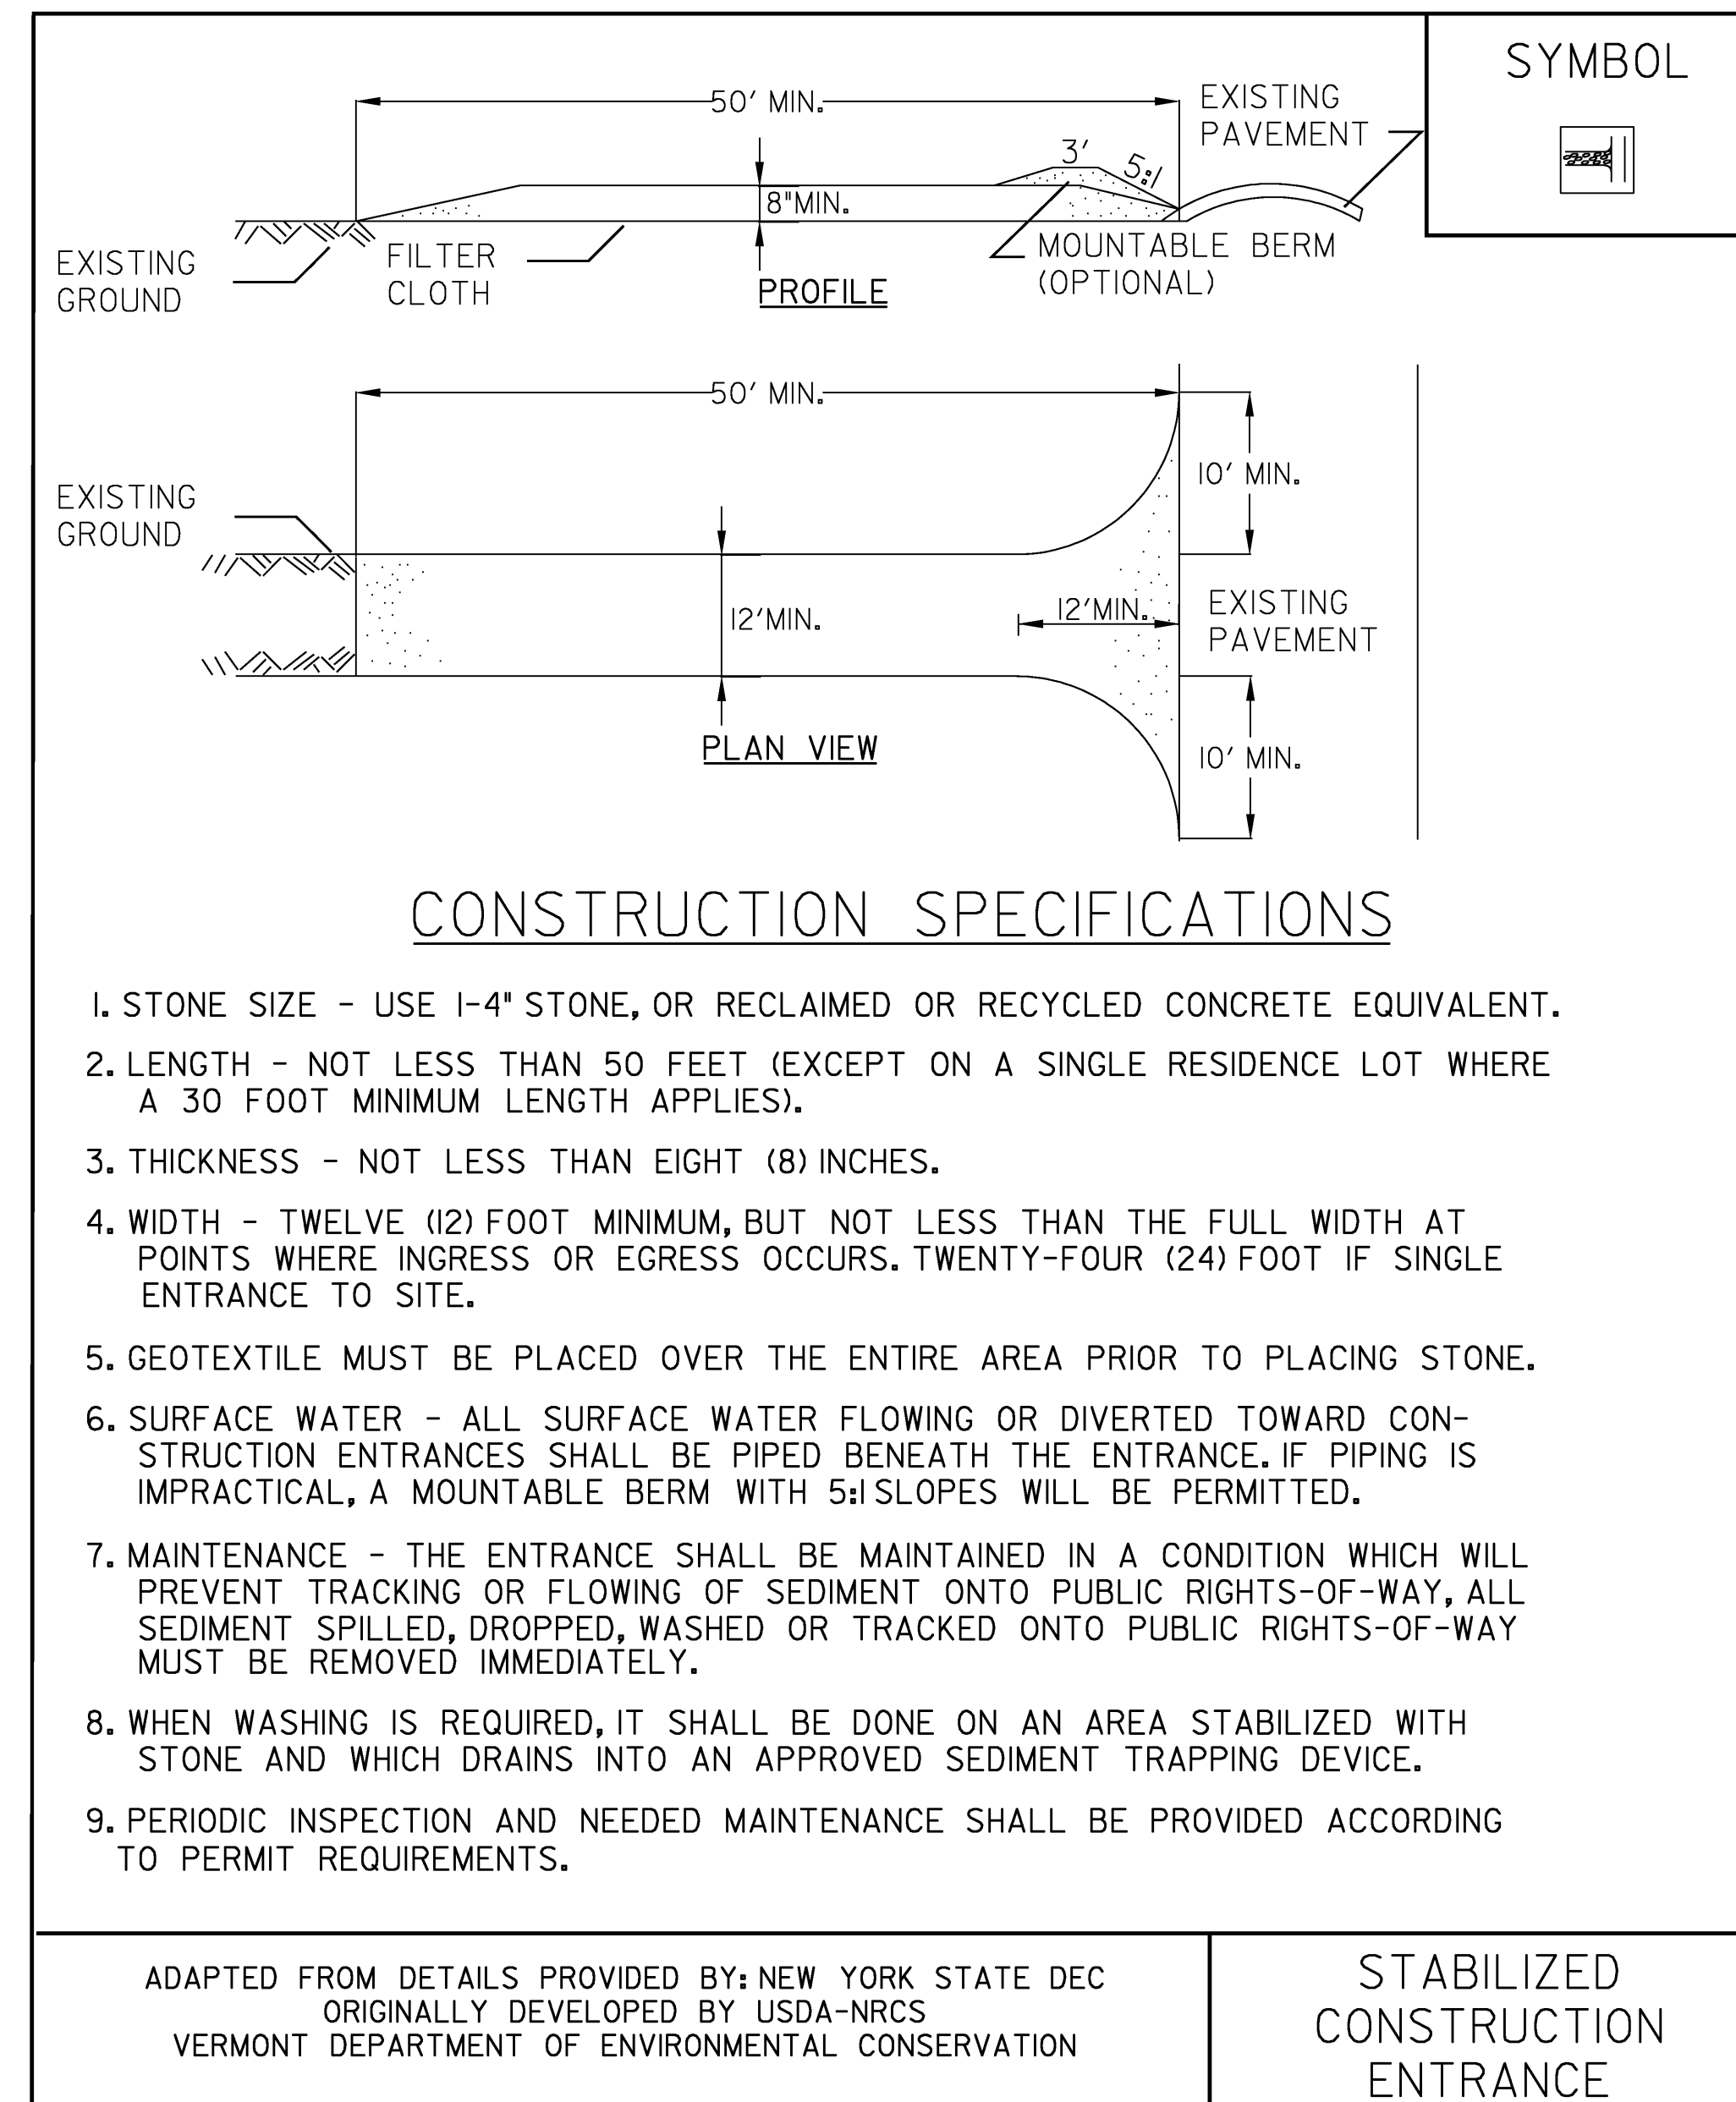 SYMBOL
50' MIN.
EXISTING
PAVEMENT
3'
5:1
8" MIN.
EXISTING
GROUND
FILTER
CLOTH
MOUNTABLE BERM
(OPTIONAL)
PROFILE
50' MIN.
10' MIN.
EXISTING
GROUND
12' MIN.
12' MIN.
EXISTING
PAVEMENT
PLAN VIEW
10' MIN.
CONSTRUCTION SPECIFICATIONS
1. STONE SIZE - USE 1-4" STONE, OR RECLAIMED OR RECYCLED CONCRETE EQUIVALENT.
2. LENGTH - NOT LESS THAN 50 FEET (EXCEPT ON A SINGLE RESIDENCE LOT WHERE
A 30 FOOT MINIMUM LENGTH APPLIES).
3. THICKNESS - NOT LESS THAN EIGHT (8) INCHES.
4. WIDTH - TWELVE (12) FOOT MINIMUM, BUT NOT LESS THAN THE FULL WIDTH AT
POINTS WHERE INGRESS OR EGRESS OCCURS. TWENTY-FOUR (24) FOOT IF SINGLE
ENTRANCE TO SITE.
5. GEOTEXTILE MUST BE PLACED OVER THE ENTIRE AREA PRIOR TO PLACING STONE.
6. SURFACE WATER - ALL SURFACE WATER FLOWING OR DIVERTED TOWARD CON-
STRUCTION ENTRANCES SHALL BE PIPED BENEATH THE ENTRANCE. IF PIPING IS
IMPRACTICAL, A MOUNTABLE BERM WITH 5:1 SLOPES WILL BE PERMITTED.
7. MAINTENANCE - THE ENTRANCE SHALL BE MAINTAINED IN A CONDITION WHICH WILL
PREVENT TRACKING OR FLOWING OF SEDIMENT ONTO PUBLIC RIGHTS-OF-WAY, ALL
SEDIMENT SPILLED, DROPPED, WASHED OR TRACKED ONTO PUBLIC RIGHTS-OF-WAY
MUST BE REMOVED IMMEDIATELY.
8. WHEN WASHING IS REQUIRED, IT SHALL BE DONE ON AN AREA STABILIZED WITH
STONE AND WHICH DRAINS INTO AN APPROVED SEDIMENT TRAPPING DEVICE.
9. PERIODIC INSPECTION AND NEEDED MAINTENANCE SHALL BE PROVIDED ACCORDING
TO PERMIT REQUIREMENTS.
ADAPTED FROM DETAILS PROVIDED BY: NEW YORK STATE DEC
ORIGINALLY DEVELOPED BY USDA-NRCS
VERMONT DEPARTMENT OF ENVIRONMENTAL CONSERVATION
STABILIZED
CONSTRUCTION
ENTRANCE